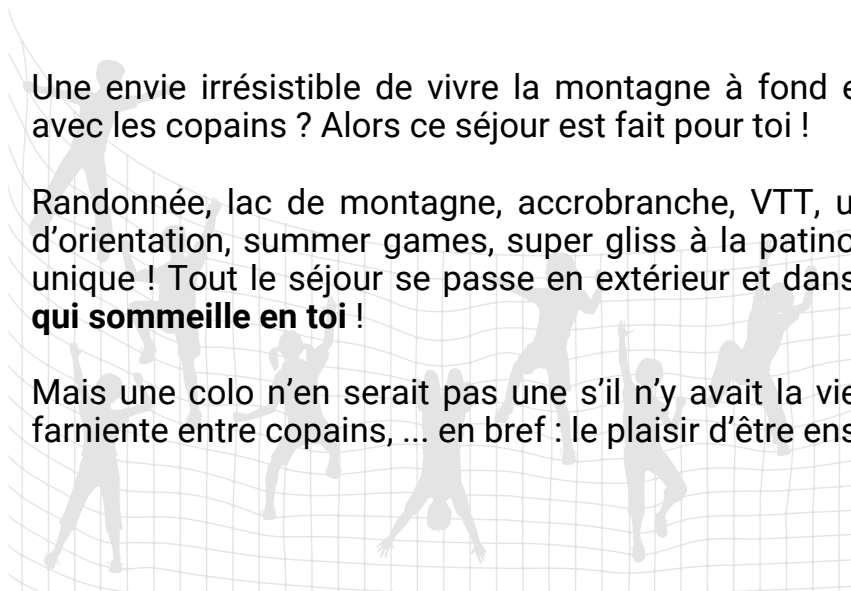 Une envie irrésistible de vivre la montagne à fond
avec les copains ? Alors ce séjour est fait pour toi !
Randonnée, lac de montagne, accrobranche, VTT,
d’orientation, summer games, super gliss à la
unique ! Tout le séjour se passe en extérieur et dans
qui sommeille en toi !
Mais une colo n’en serait pas une s’il n’y avait la vie
farniente entre copains, ... en bref : le plaisir d’être